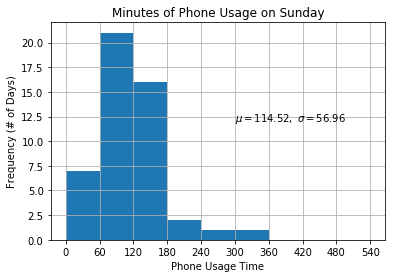 Minutes of Phone Usage on Sunday
Frequency (# of Days)
20.0
17.5
15.0
12.5
10.0
7.5
5.0
2.5
0.0
μ = 114.52, σ = 56.96
0 60 120 180 240 300 360 420 480 540
Phone Usage Time